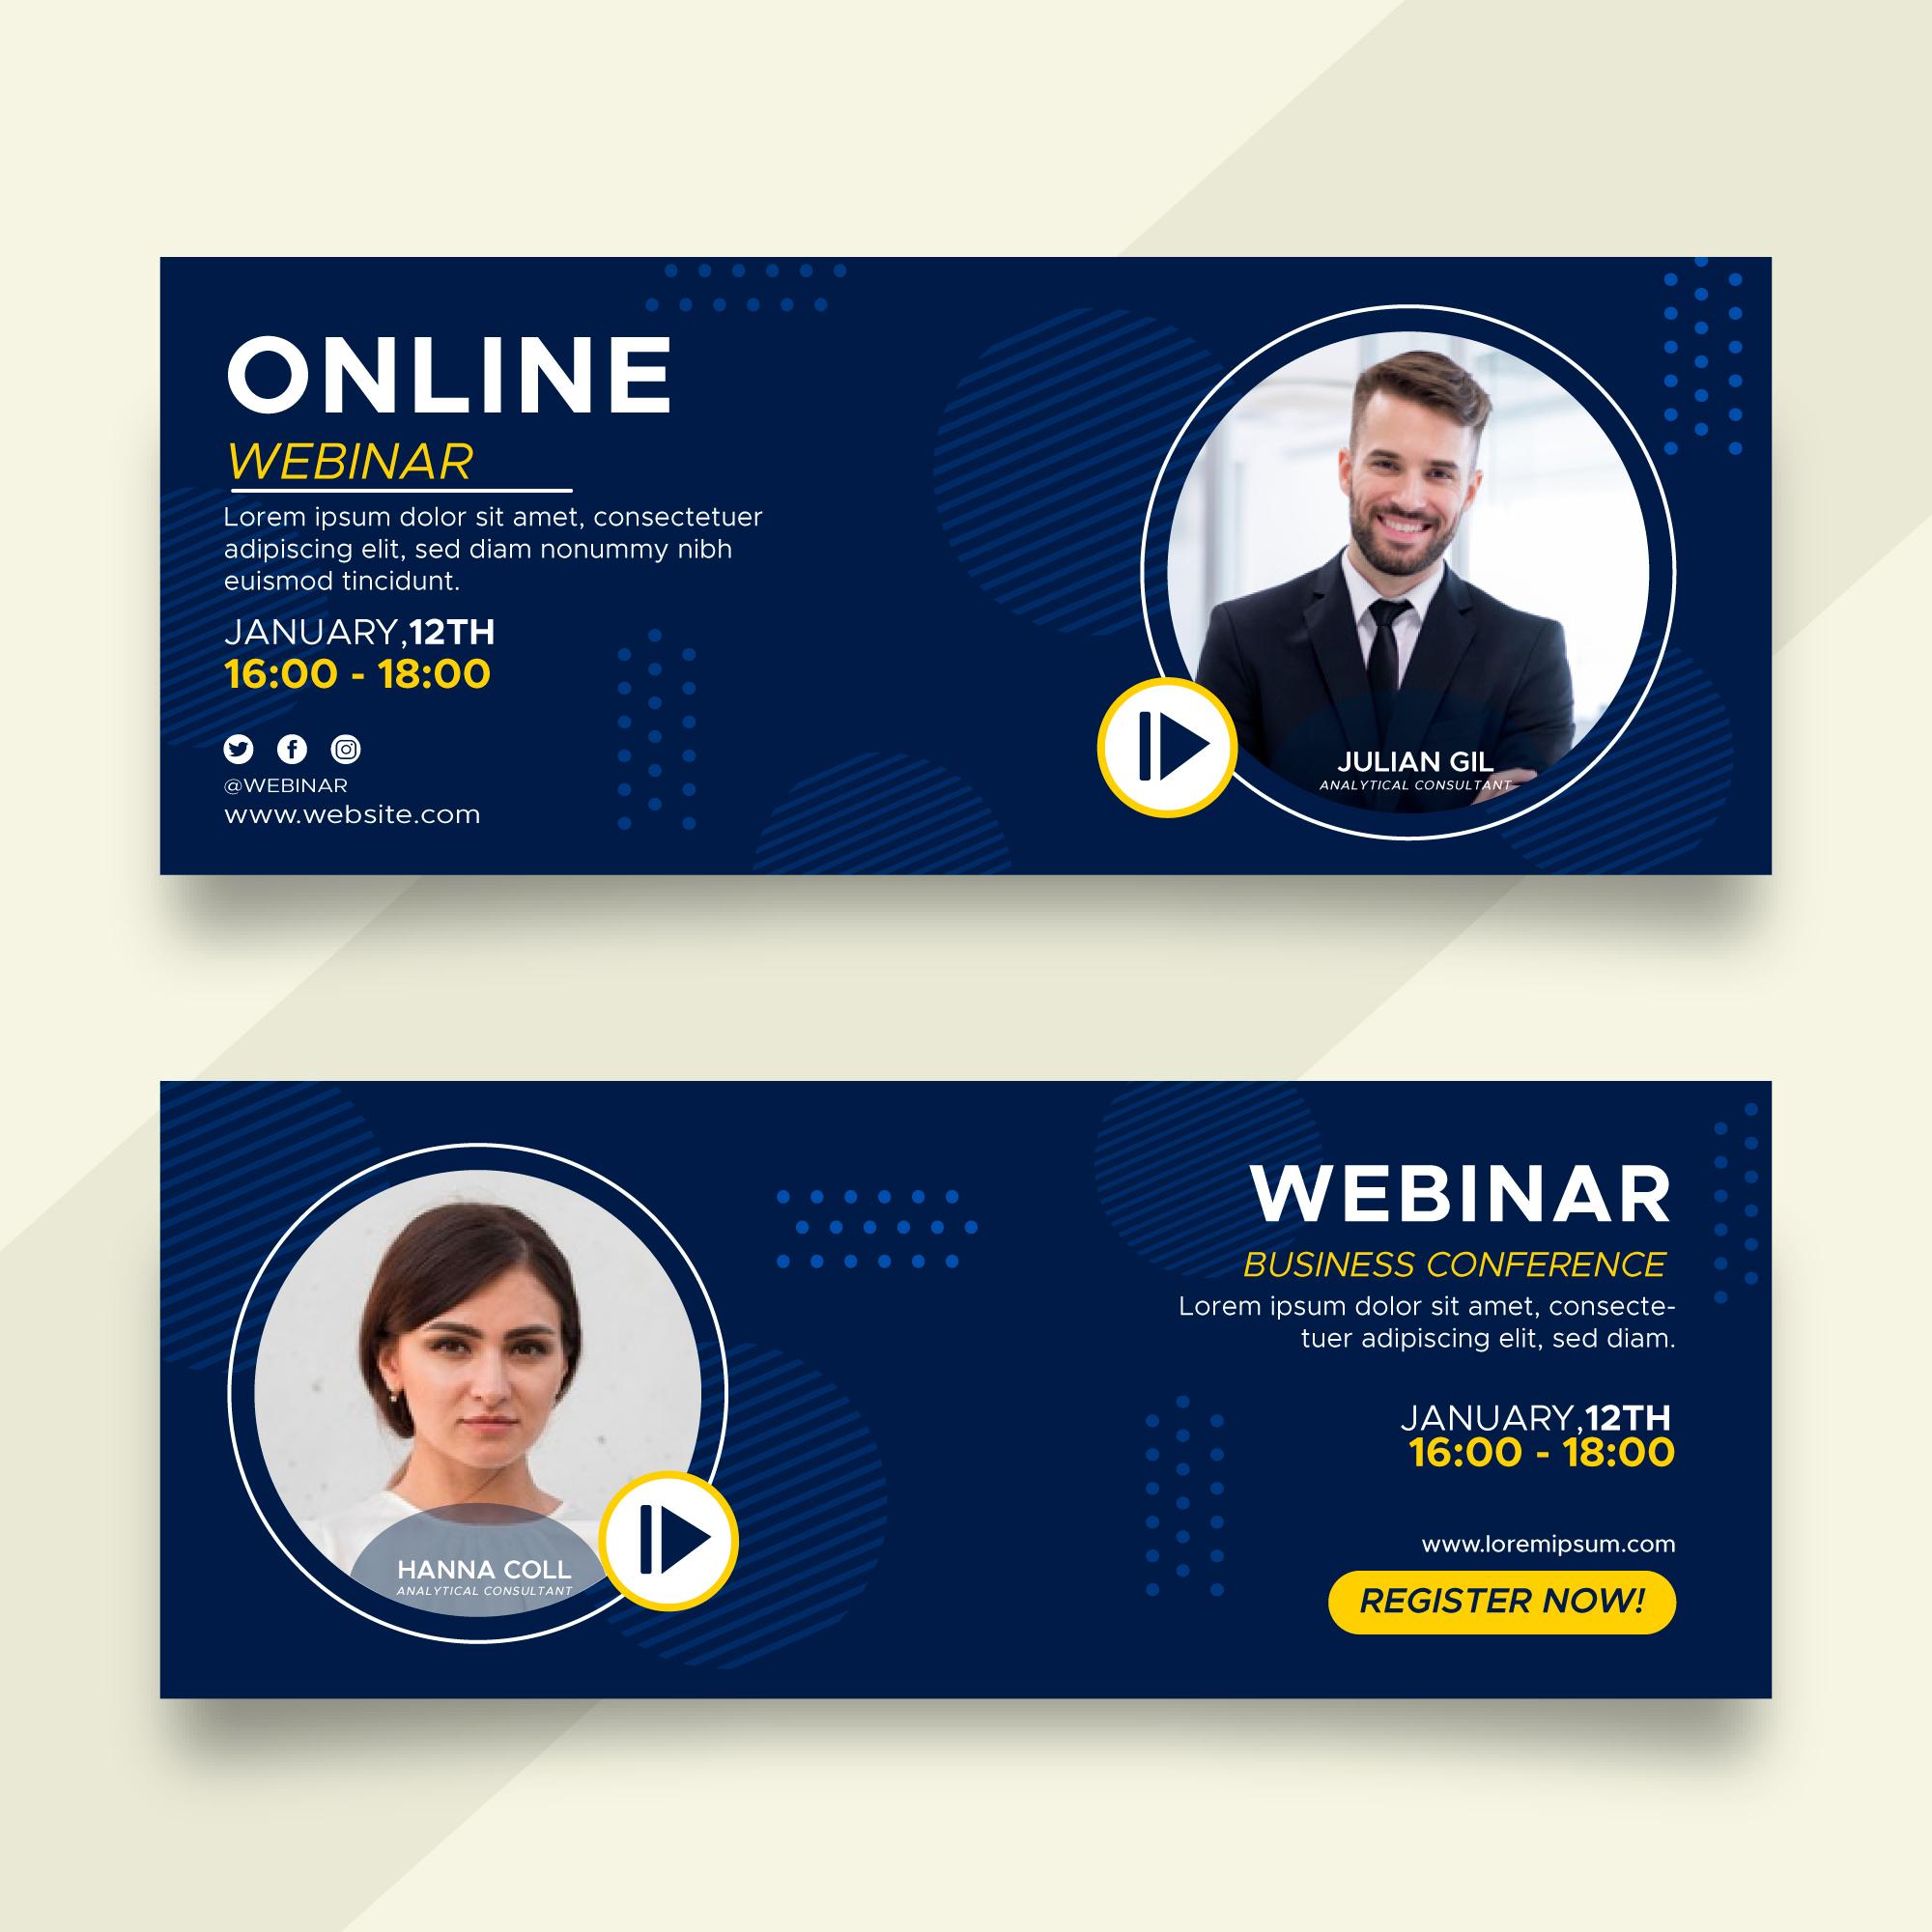 ONLINE
WEBINAR
Lorem ipsum dolor sit amet, consectetuer
adipiscing elit, sed diam nonummy nibh
euismod tincidunt.
JANUARY,12TH
16:00 - 18:00
@WEBINAR
www.website.com
JULIAN GIL
ANALYTICAL CONSULTANT
HANNA COLL
ANALYTICAL CONSULTANT
WEBINAR
BUSINESS CONFERENCE
Lorem ipsum dolor sit amet, consecte-
tuer adipiscing elit, sed diam.
JANUARY,12TH
16:00 - 18:00
www.loremipsum.com
REGISTER NOW!